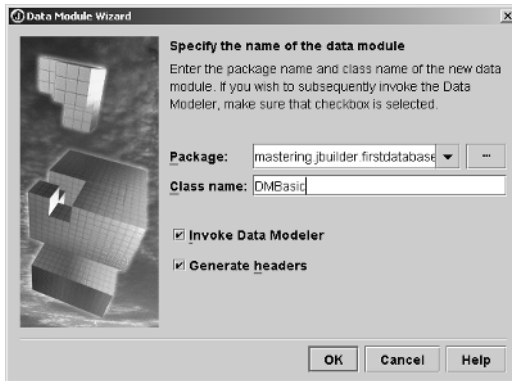 Data Module Wizard
Specify the name of the data module
Enter the package name and class name of the new data
module. If you wish to subsequently invoke the Data
Modeler, make sure that checkbox is selected.
Package: mastering.jbuilder.firstdatabase ...
Class name: DMBasic
Invoke Data Modeler
Generate headers
OK Cancel Help